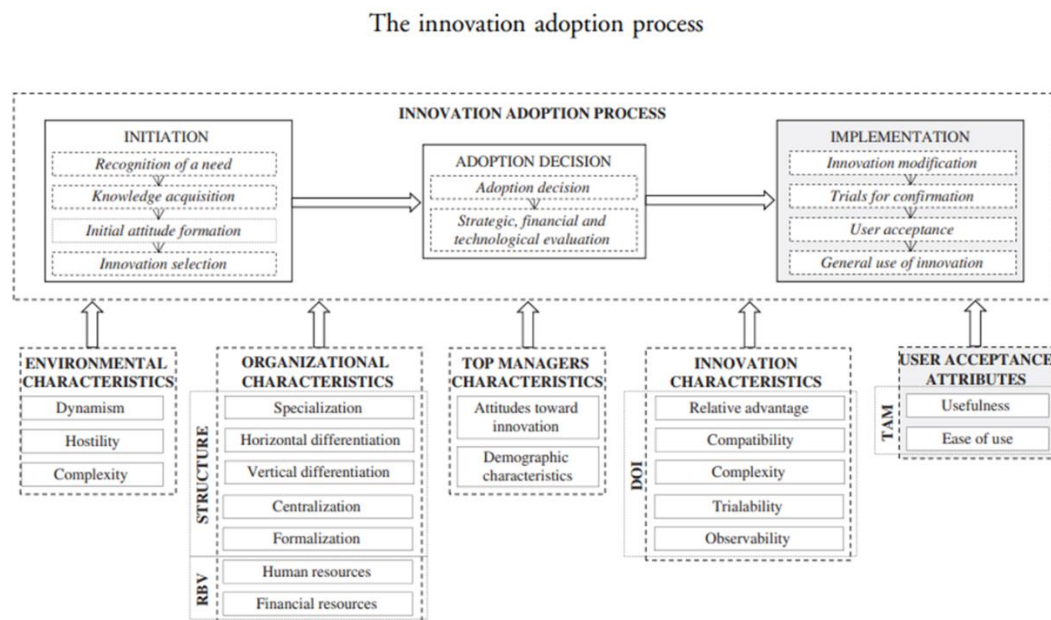 The innovation adoption process
INNOVATION ADOPTION PROCESS
INITIATION
Recognition of a need
Knowledge acquisition
Initial attitude formation
Innovation selection
ADOPTION DECISION
Adoption decision
Strategic, financial and
technological evaluation
IMPLEMENTATION
Innovation modification
Trials for confirmation
User acceptance
General use of innovation
ENVIRONMENTAL
CHARACTERISTICS
Dynamism
Hostility
Complexity
ORGANIZATIONAL
CHARACTERISTICS
STRUCTURE
Specialization
Horizontal differentiation
Vertical differentiation
Centralization
Formalization
RBV
Human resources
Financial resources
TOP MANAGERS
CHARACTERISTICS
Attitudes toward
innovation
Demographic
characteristics
INNOVATION
CHARACTERISTICS
DOI
Relative advantage
Compatibility
Complexity
Trialability
Observability
USER ACCEPTANCE
ATTRIBUTES
TAM
Usefulness
Ease of use